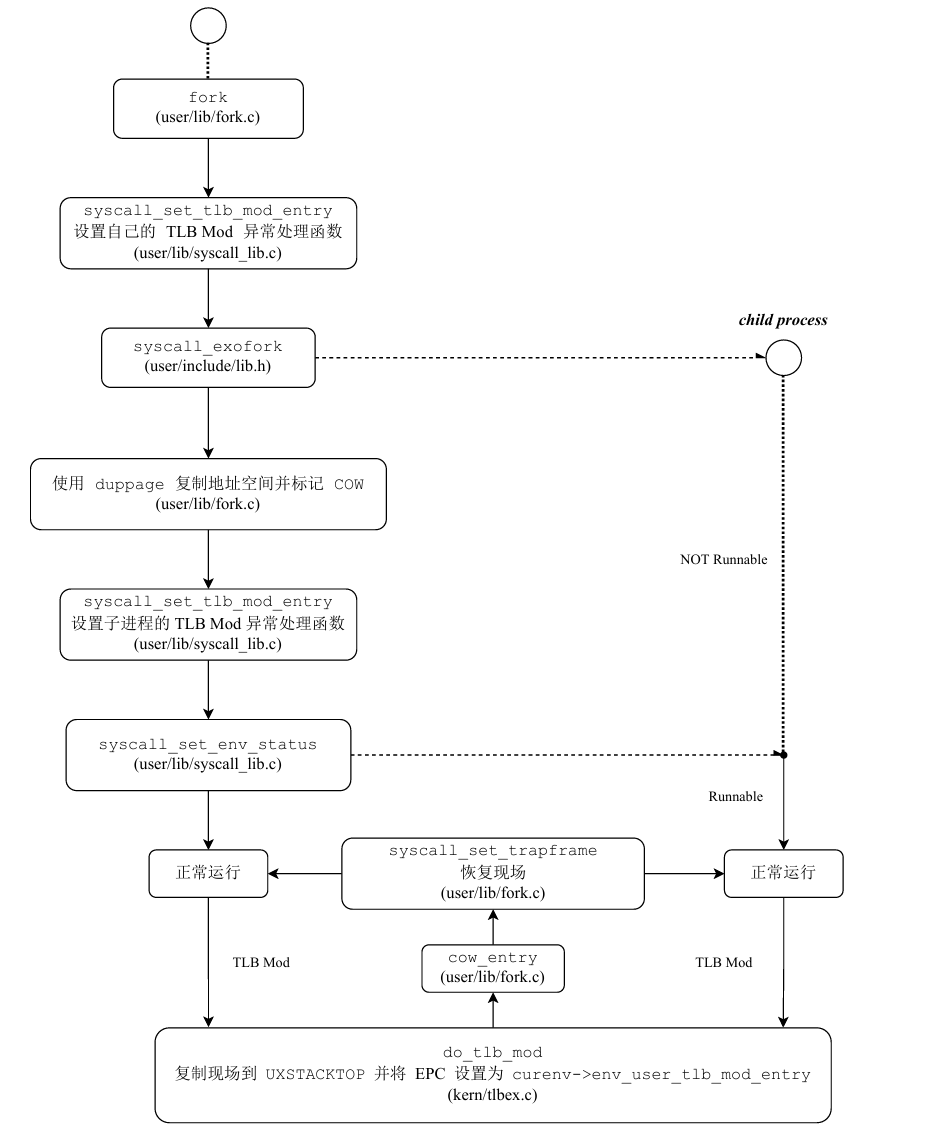 fork
(user/lib/fork.c)
syscall_set_tlb_mod_entry
设置自己的 TLB Mod 异常处理函数
(user/lib/syscall_lib.c)
child process
syscall_exofork
(user/include/lib.h)
使用 duppage 复制地址空间并标记 COW
(user/lib/fork.c)
NOT Runnable
syscall_set_tlb_mod_entry
设置子进程的 TLB Mod 异常处理函数
(user/lib/syscall_lib.c)
syscall_set_env_status
(user/lib/syscall_lib.c)
Runnable
正常运行
syscall_set_trapframe
恢复现场
(user/lib/fork.c)
正常运行
TLB Mod
cow_entry
(user/lib/fork.c)
TLB Mod
do_tlb_mod
复制现场到 UXSTACKTOP 并将 EPC 设置为 curenv->env_user_tlb_mod_entry
(kern/tlbex.c)